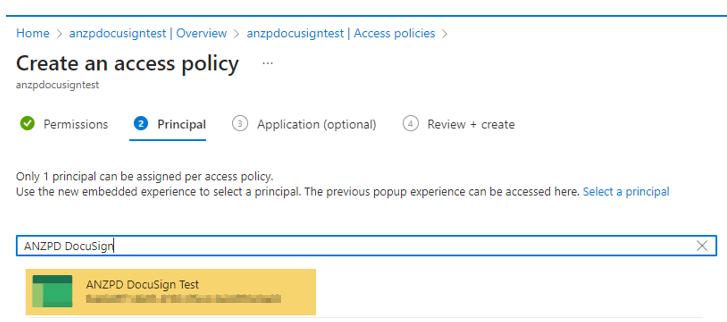 Home > anzpdocusigntest | Overview > anzpdocusigntest | Access policies >
Create an access policy ...
anzpdocusigntest
Permissions 2 Principal 3 Application (optional) 4 Review + create
Only 1 principal can be assigned per access policy.
Use the new embedded experience to select a principal. The previous popup experience can be accessed here. Select a principal
ANZPD DocuSign
ANZPD DocuSign Test